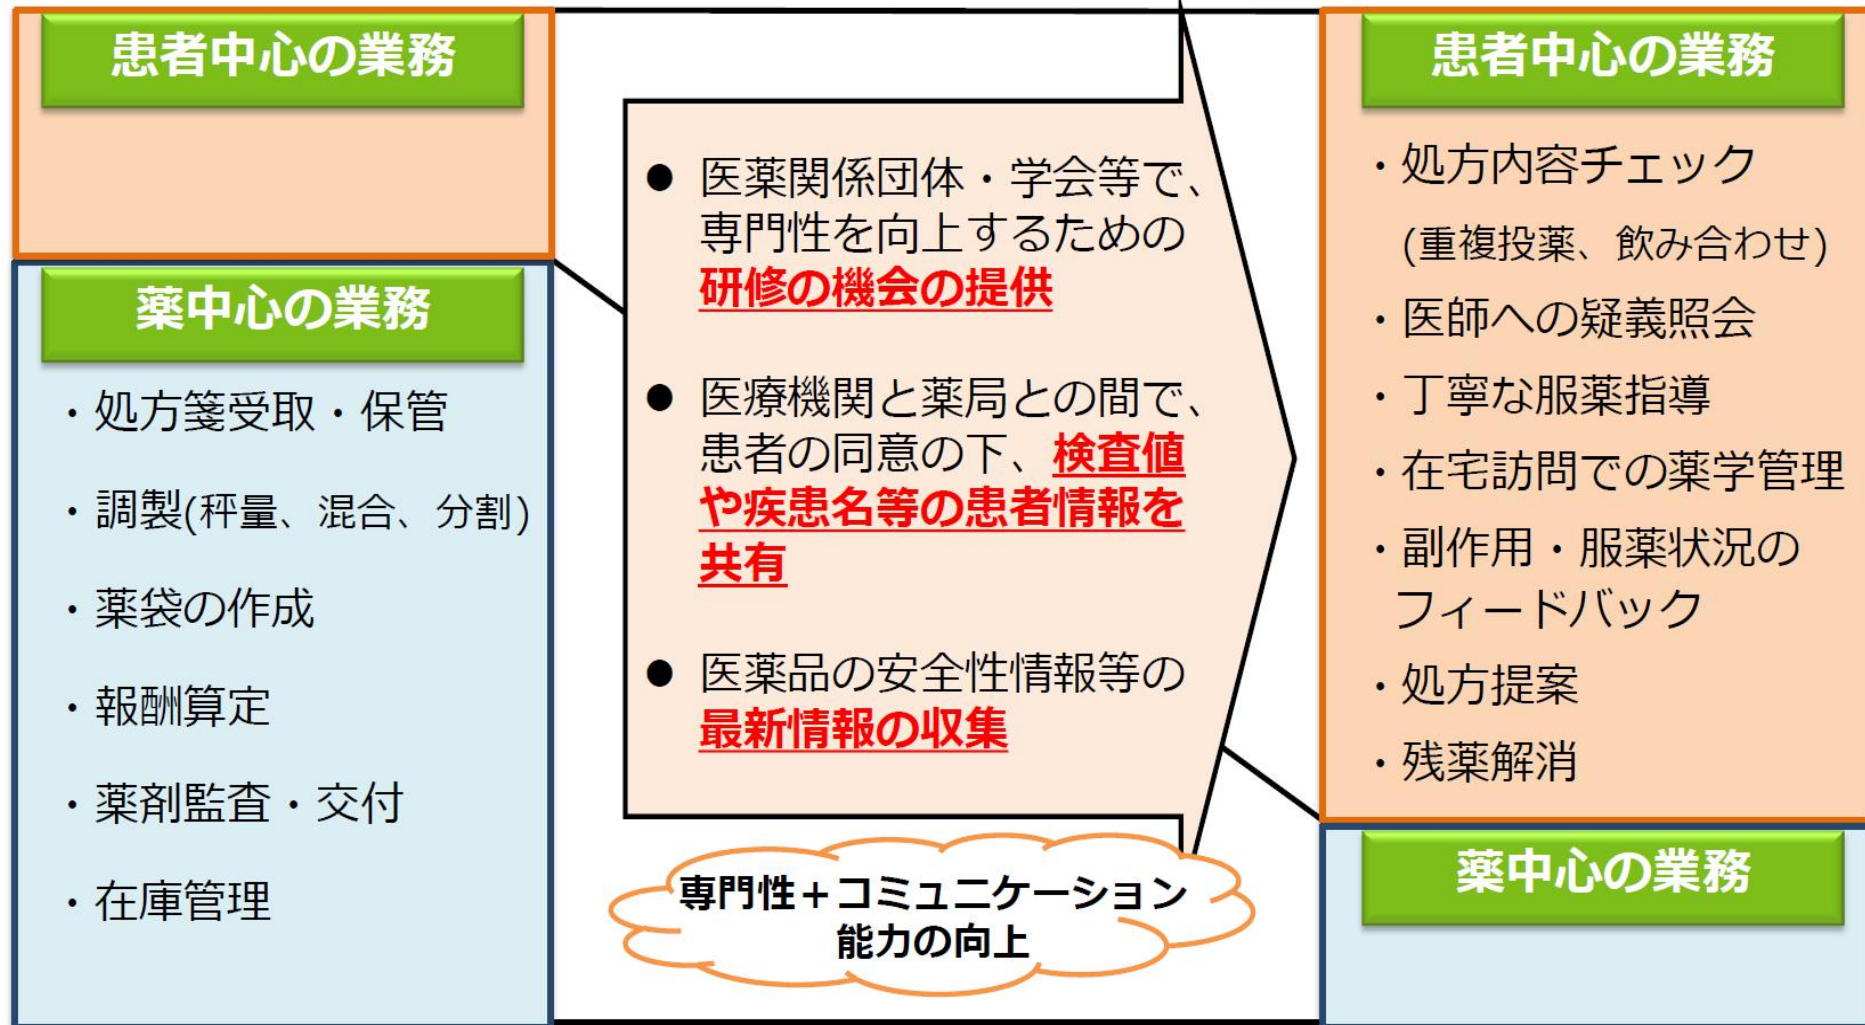 患者中心の業務
薬中心の業務
・処方箋受取・保管
・調製(秤量、混合、分割)
・薬袋の作成
・報酬算定
・薬剤監査・交付
・在庫管理
● 医薬関係団体・学会等で、
専門性を向上するための
研修の機会の提供
● 医療機関と薬局との間で、
患者の同意の下、検査値
や疾患名等の患者情報を
共有
● 医薬品の安全性情報等の
最新情報の収集
専門性＋コミュニケーション
能力の向上
患者中心の業務
・処方内容チェック
(重複投薬、飲み合わせ)
・医師への疑義照会
・丁寧な服薬指導
・在宅訪問での薬学管理
・副作用・服薬状況の
フィードバック
・処方提案
・残薬解消
薬中心の業務